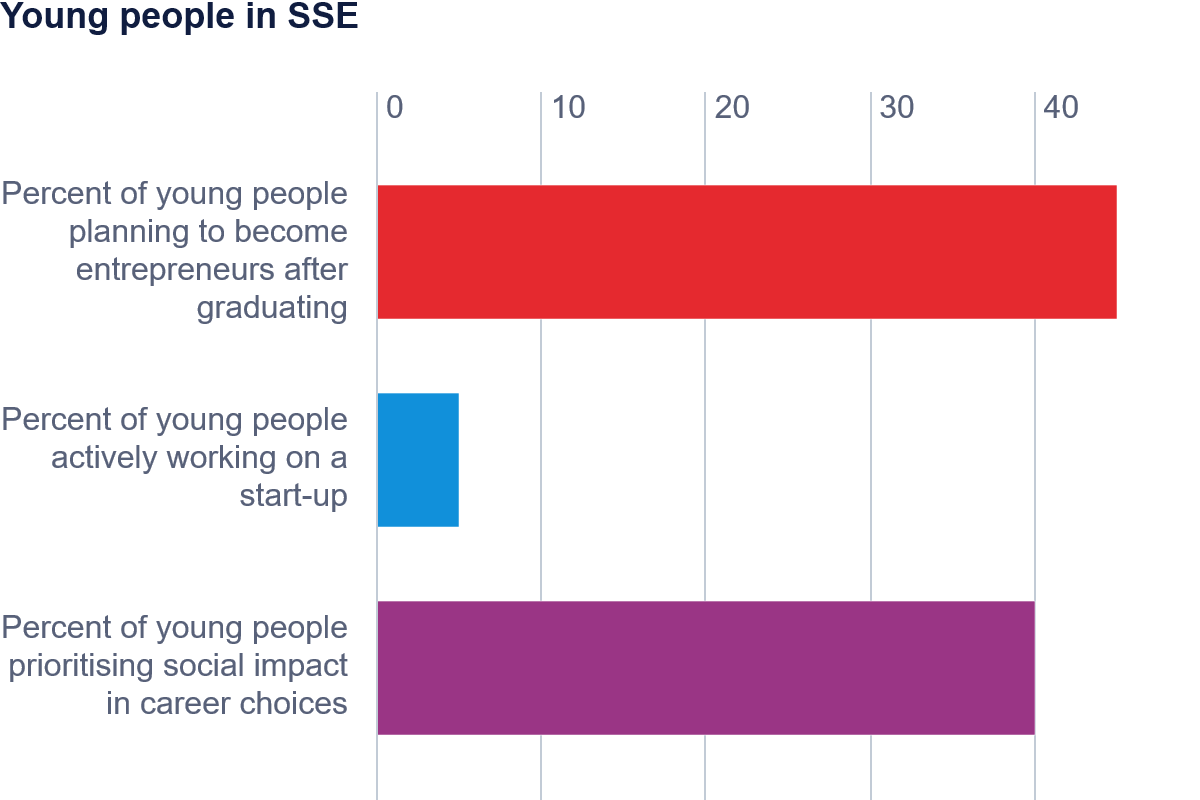 Young people in SSE
0 10 20 30 40
Percent of young people
planning to become
entrepreneurs after
graduating
Percent of young people
actively working on a
start-up
Percent of young people
prioritising social impact
in career choices